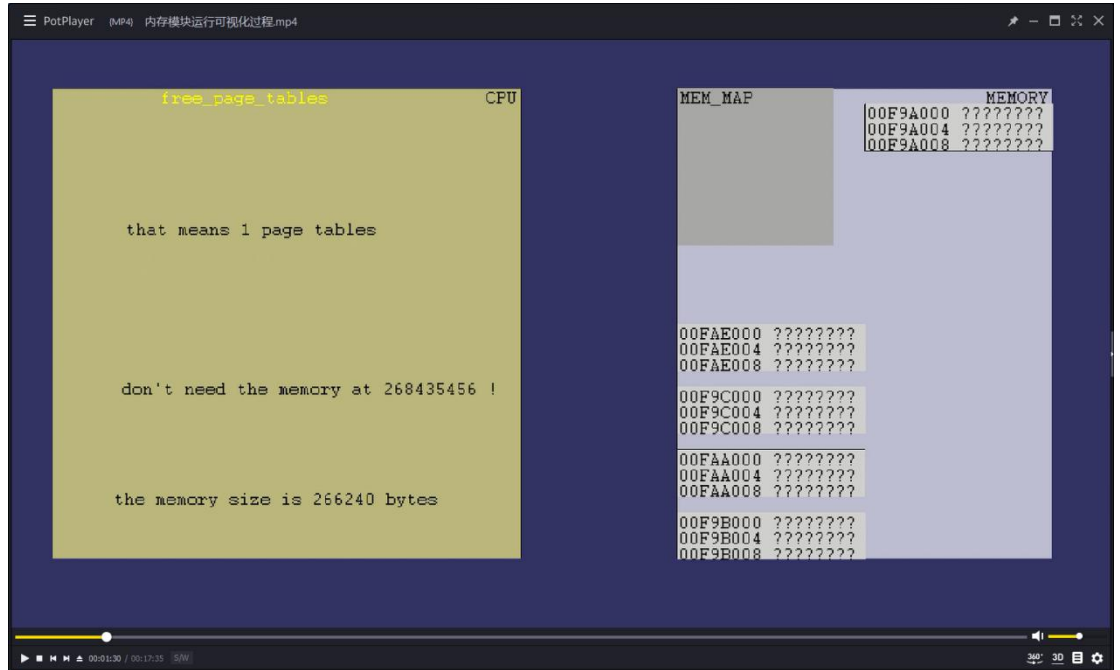 PotPlayer (MP4) 内存模块运行可视化过程.mp4
free_page_tables CPU
that means 1 page tables
don't need the memory at 268435456 !
the memory size is 266240 bytes
MEM_MAP MEMORY
00F9A000 ????????
00F9A004 ????????
00F9A008 ????????
00FAE000 ????????
00FAE004 ????????
00FAE008 ????????
00F9C000 ????????
00F9C004 ????????
00F9C008 ????????
00FAA000 ????????
00FAA004 ????????
00FAA008 ????????
00F9B000 ????????
00F9B004 ????????
00F9B008 ????????
00:01:30 / 00:17:35 S/W
360° 3D